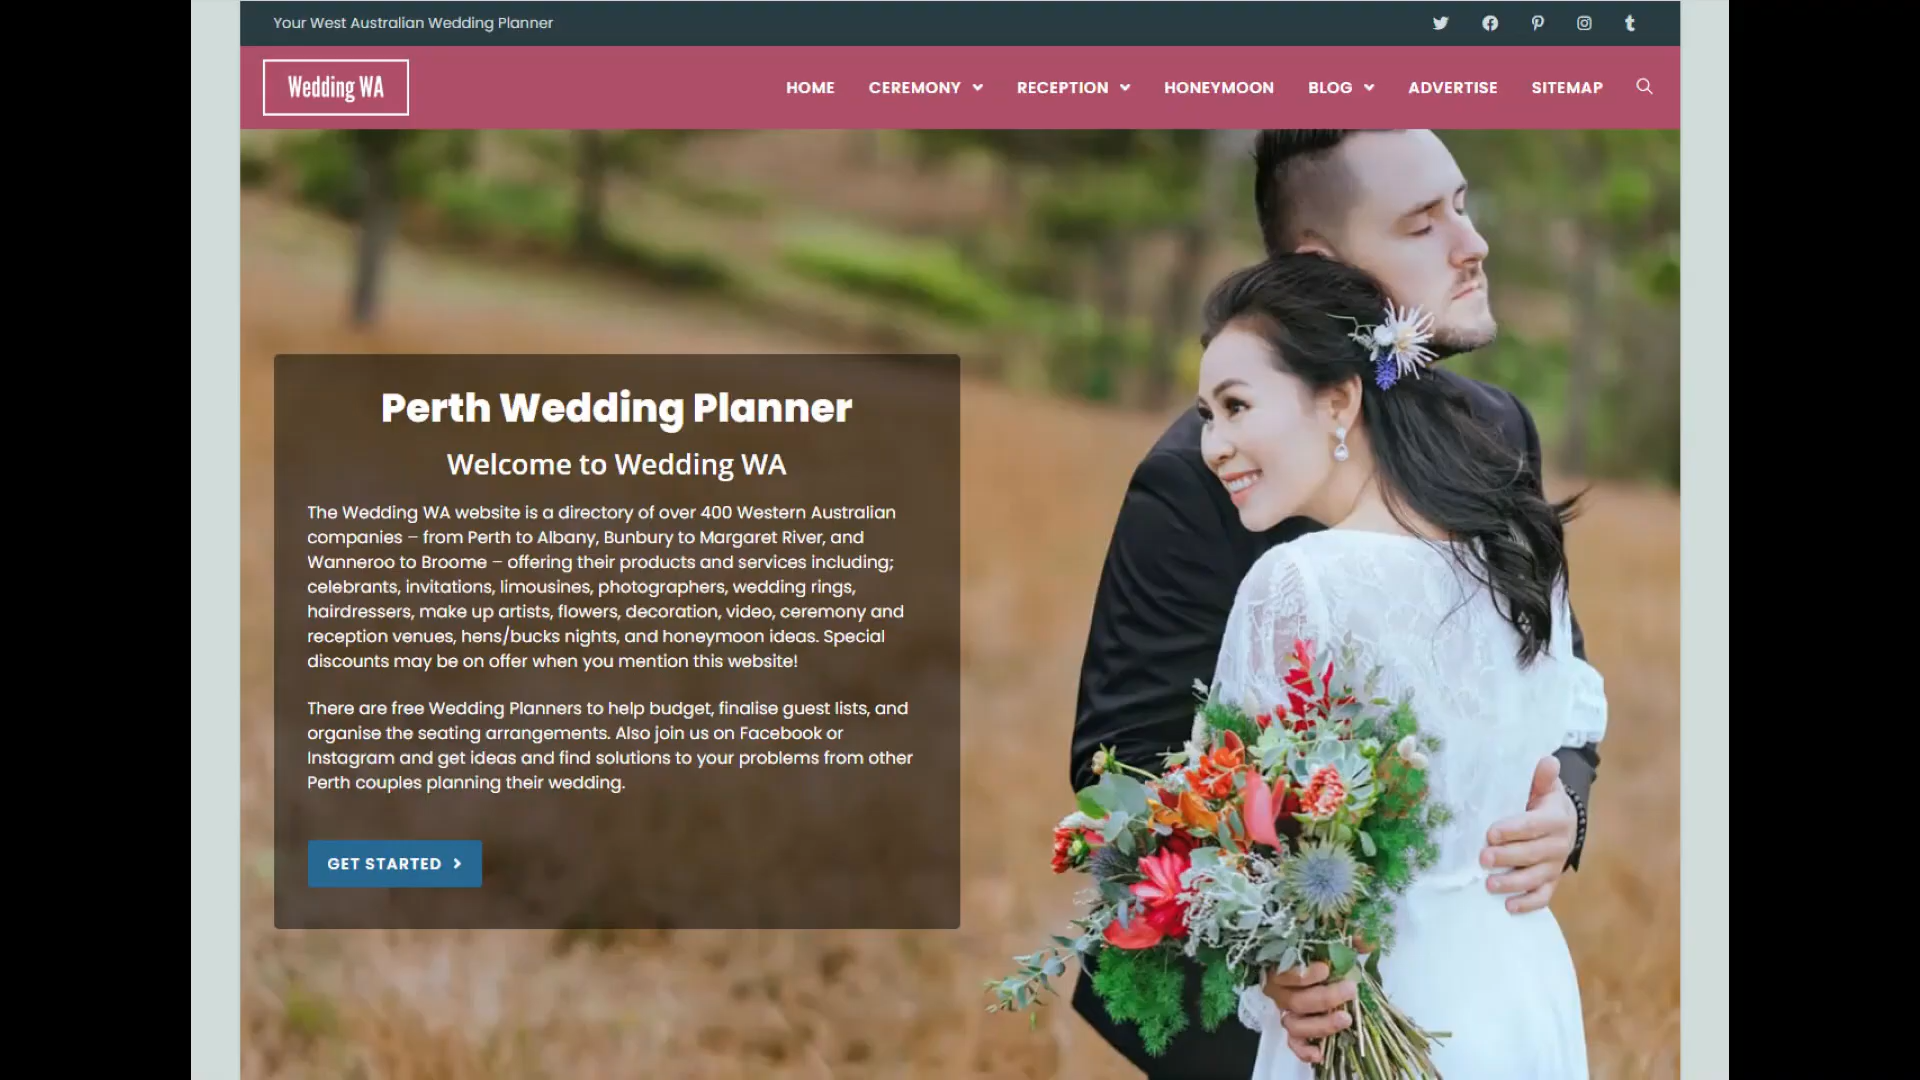 Your West Australian Wedding Planner
Wedding WA
HOME CEREMONY RECEPTION HONEYMOON BLOG ADVERTISE SITEMAP
Perth Wedding Planner
Welcome to Wedding WA
The Wedding WA website is a directory of over 400 Western Australian
companies – from Perth to Albany, Bunbury to Margaret River, and
Wanneroo to Broome – offering their products and services including;
celebrants, invitations, limousines, photographers, wedding rings,
hairdressers, make up artists, flowers, decoration, video, ceremony and
reception venues, hens/bucks nights, and honeymoon ideas. Special
discounts may be on offer when you mention this website!
There are free Wedding Planners to help budget, finalise guest lists, and
organise the seating arrangements. Also join us on Facebook or
Instagram and get ideas and find solutions to your problems from other
Perth couples planning their wedding.
GET STARTED